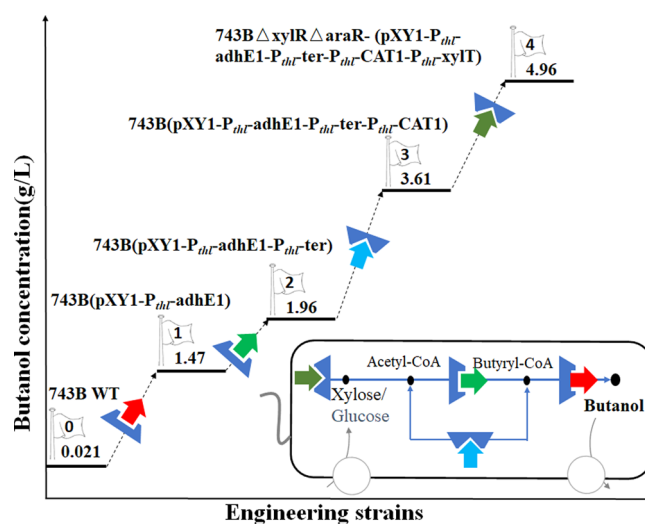 743B△xylR△araR- (pXY1-Pthl-
adhE1-Pthl-ter-Pthl-CAT1-Pthl-xylT)
4
4.96
743B(pXY1-Pthl-adhE1-Pthl-ter-Pthl-CAT1)
3
3.61
743B(pXY1-Pthl-adhE1-Pthl-ter)
2
1.96
743B(pXY1-Pthl-adhE1)
1
1.47
743B WT
0
0.021
Acetyl-CoA
Butyryl-CoA
Xylose/
Glucose
Butanol
Butanol concentration(g/L)
Engineering strains